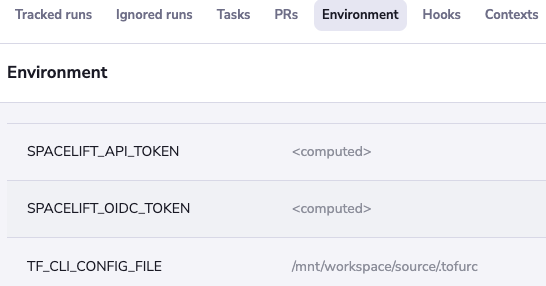 Tracked runs Ignored runs Tasks PRs Environment Hooks Contexts
Environment
SPACELIFT_API_TOKEN <computed>
SPACELIFT_OIDC_TOKEN <computed>
TF_CLI_CONFIG_FILE /mnt/workspace/source/.tofurc